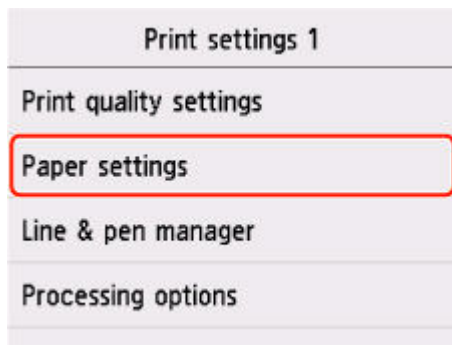 Print settings 1
Print quality settings
Paper settings
Line & pen manager
Processing options